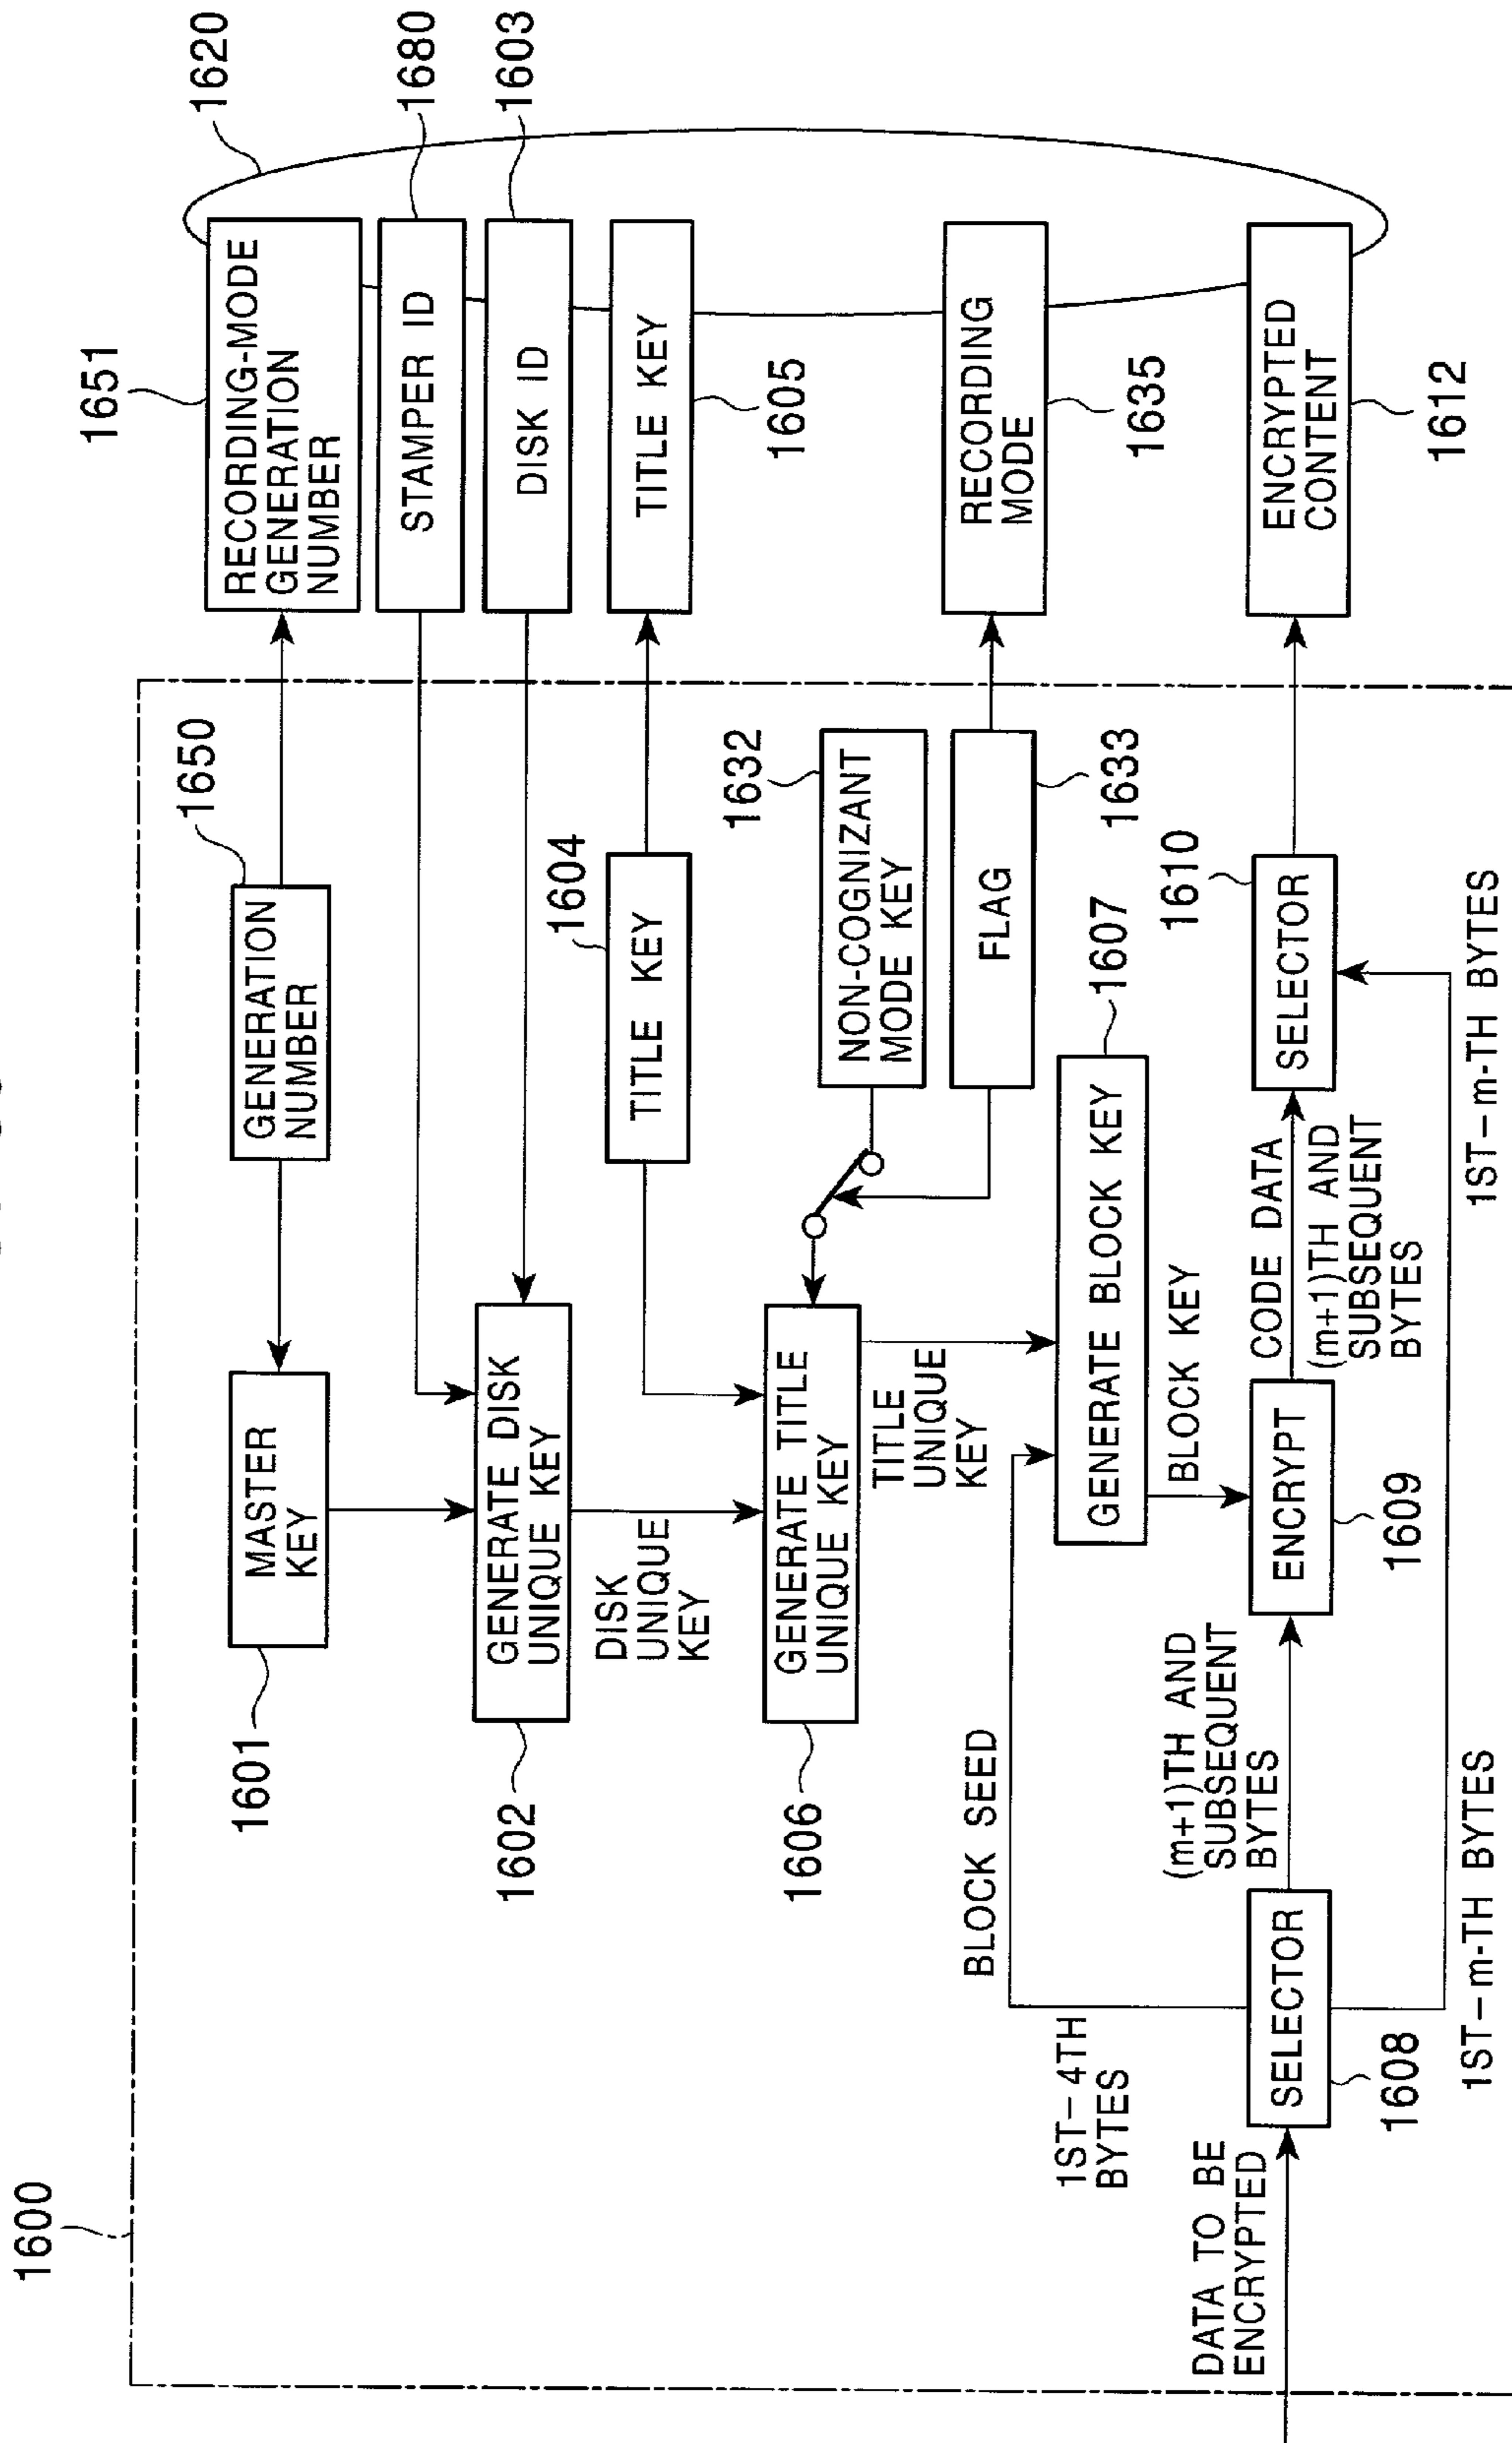 1620
1680
1603
1651
RECORDING-MODE
GENERATION
NUMBER
STAMPER ID
DISK ID
TITLE KEY
1605
RECORDING
MODE
1635
ENCRYPTED
CONTENT
1612
1650
GENERATION
NUMBER
1604
TITLE KEY
1632
NON-COGNIZANT
MODE KEY
FLAG
1633
1610
SELECTOR
1ST–m-TH BYTES
MASTER
KEY
1601
GENERATE DISK
UNIQUE KEY
1602
DISK
UNIQUE
KEY
GENERATE TITLE
UNIQUE KEY
1606
TITLE
UNIQUE
KEY
1607
GENERATE BLOCK KEY
BLOCK KEY
CODE DATA
(m+1)TH AND
SUBSEQUENT
BYTES
ENCRYPT
1609
BLOCK SEED
(m+1)TH AND
SUBSEQUENT
BYTES
1ST–4TH
BYTES
SELECTOR
1608
1ST–m-TH BYTES
1600
DATA TO BE
ENCRYPTED